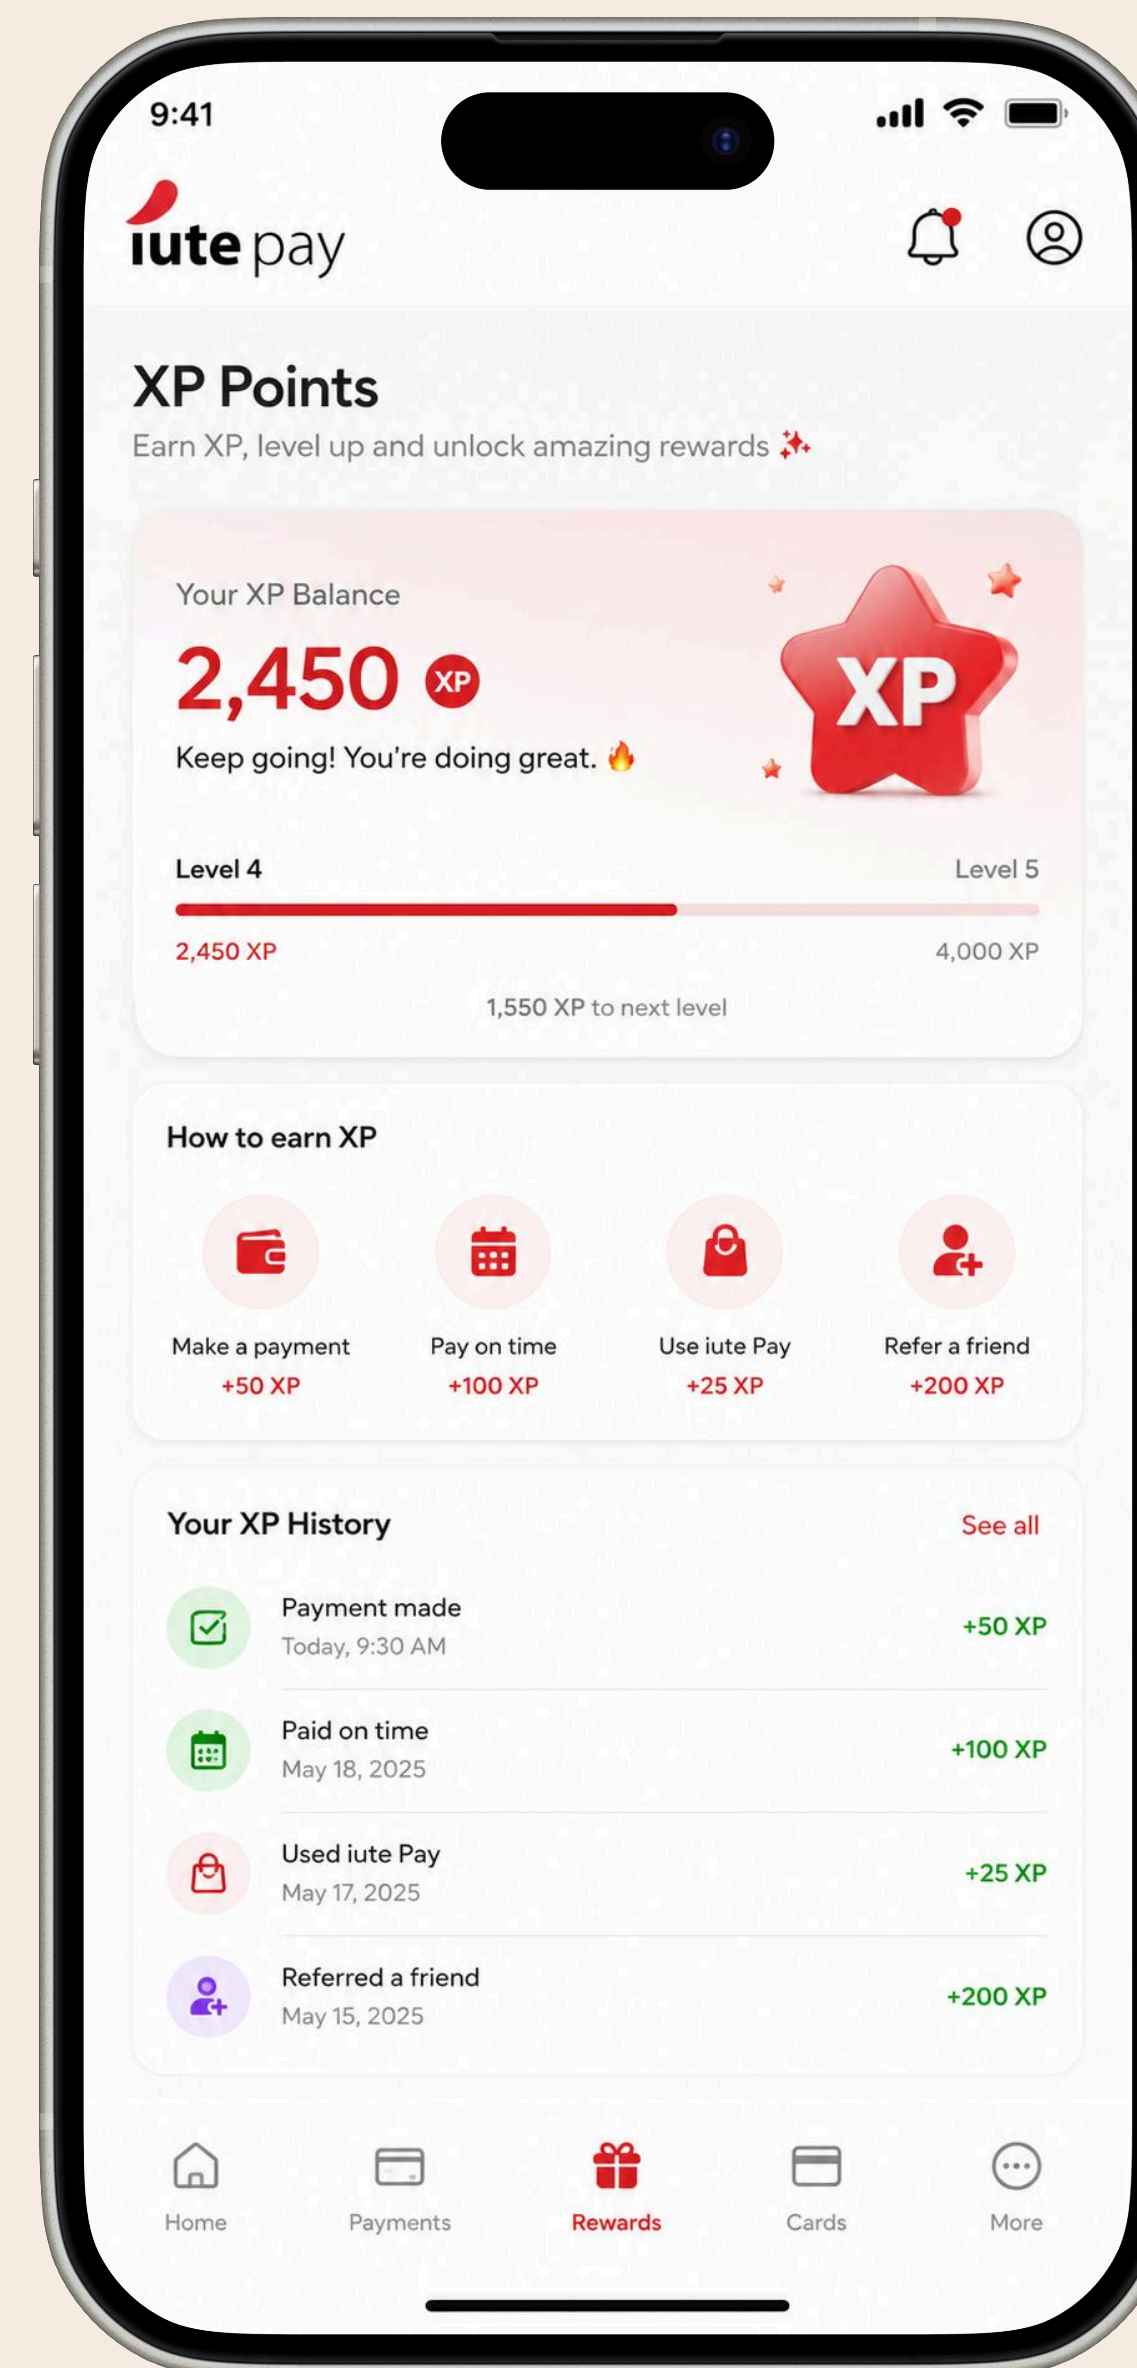 9:41
iute pay
XP Points
Earn XP, level up and unlock amazing rewards
Your XP Balance
2,450 XP
XP
Keep going! You're doing great.
Level 4 Level 5
2,450 XP 4,000 XP
1,550 XP to next level
How to earn XP
Make a payment
+50 XP
Pay on time
+100 XP
Use iute Pay
+25 XP
Refer a friend
+200 XP
Your XP History See all
Payment made
Today, 9:30 AM
+50 XP
Paid on time
May 18, 2025
+100 XP
Used iute Pay
May 17, 2025
+25 XP
Referred a friend
May 15, 2025
+200 XP
Home Payments Rewards Cards More